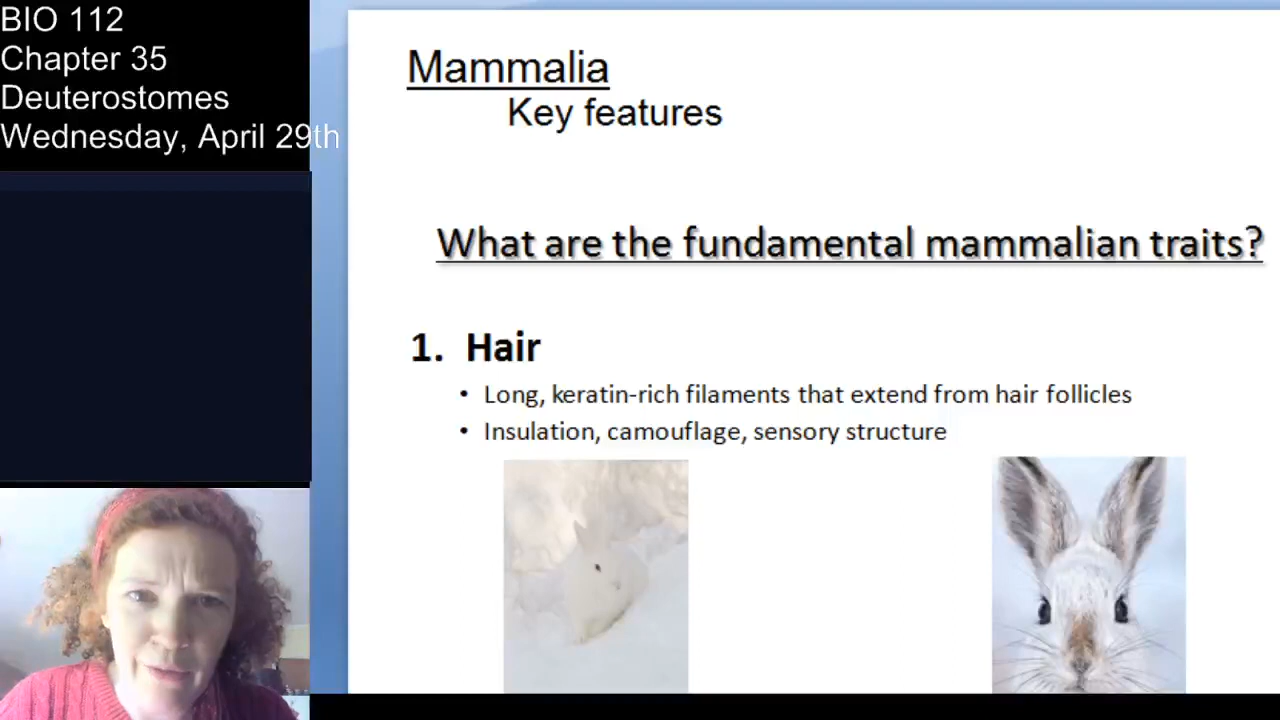 BIO 112
Chapter 35
Deuterostomes
Wednesday, April 29th
Mammalia
Key features
What are the fundamental mammalian traits?
1. Hair
• Long, keratin-rich filaments that extend from hair follicles
• Insulation, camouflage, sensory structure